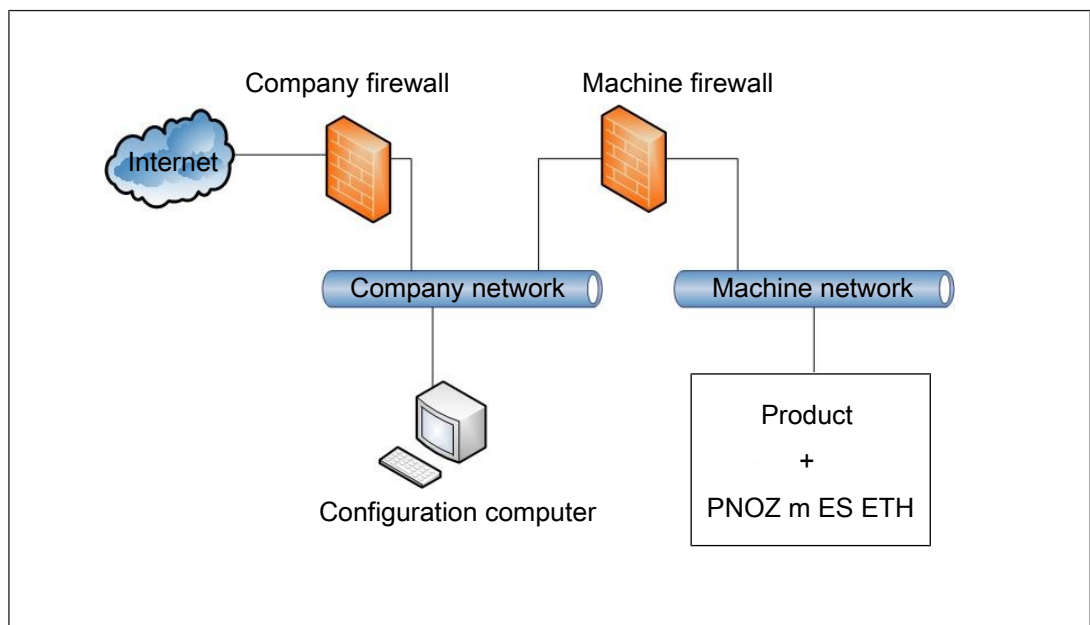 Company firewall
Machine firewall
Internet
Company network
Machine network
Product
+
PNOZ m ES ETH
Configuration computer